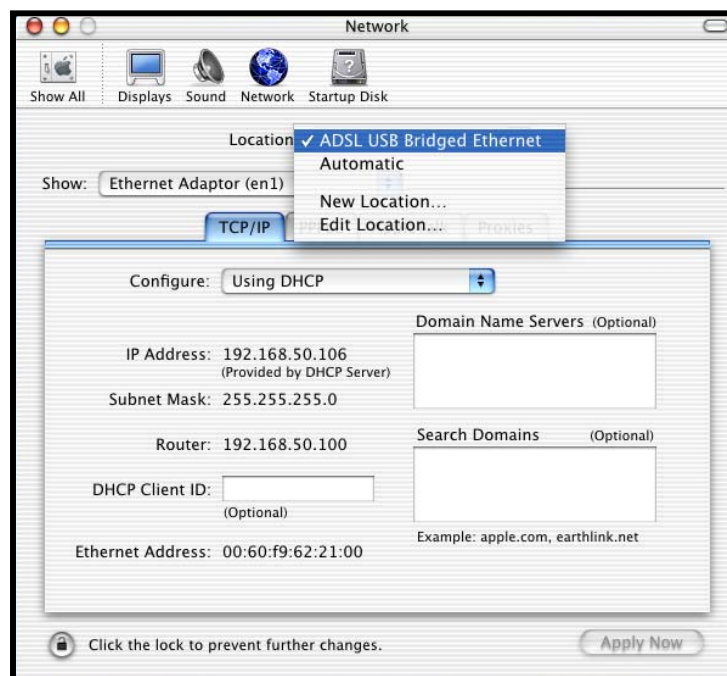 Network
Show All Displays Sound Network Startup Disk
Location
✓ ADSL USB Bridged Ethernet
Automatic
New Location...
Edit Location...
Show: Ethernet Adaptor (en1)
TCP/IP Proxies
Configure: Using DHCP
Domain Name Servers (Optional)
IP Address: 192.168.50.106
(Provided by DHCP Server)
Subnet Mask: 255.255.255.0
Router: 192.168.50.100
Search Domains (Optional)
DHCP Client ID:
(Optional)
Example: apple.com, earthlink.net
Ethernet Address: 00:60:f9:62:21:00
Click the lock to prevent further changes.
Apply Now